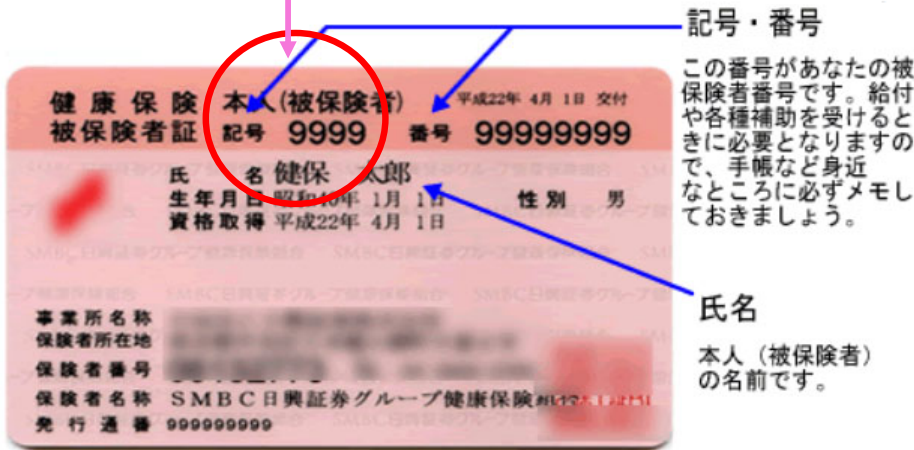 記号・番号
この番号があなたの被
保険者番号です。給付
や各種補助を受けると
きに必要となりますの
で、手帳など身近
なところに必ずメモし
ておきましょう。
健康保険 本人(被保険者) 平成22年 4月 1日 交付
被保険者証 記号 9999 番号 99999999
氏 名 健保 太郎
生年月日 昭和40年 1月 1日 性別 男
資格取得 平成22年 4月 1日
氏名
本人（被保険者）
の名前です。
事業所名称
保険者所在地
保険者番号
保険者名称 SMBC日興証券グループ健康保険
発行通番 999999999